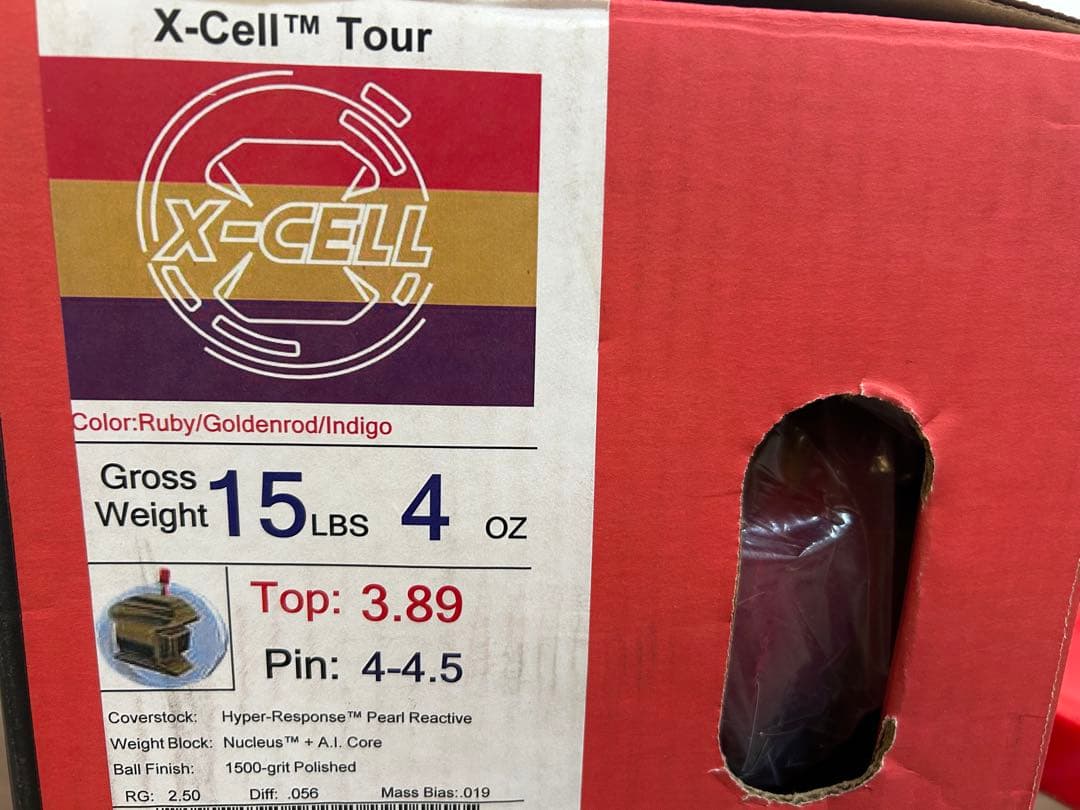 X-Cell™ Tour
X-CELL
Color:Ruby/Goldenrod/Indigo
Gross Weight 15 LBS 4 OZ
Top: 3.89
Pin: 4-4.5
Coverstock: Hyper-Response™ Pearl Reactive
Weight Block: Nucleus™ + A.I. Core
Ball Finish: 1500-grit Polished
RG: 2.50 Diff: .056 Mass Bias:.019